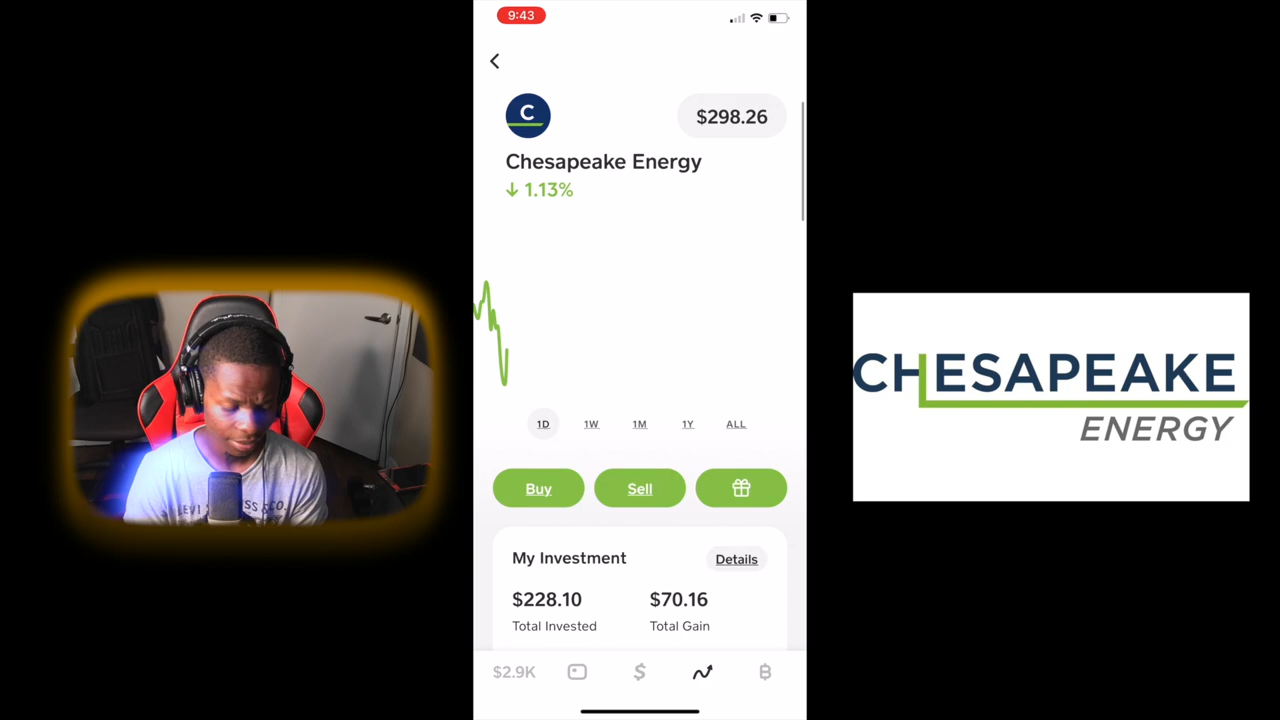 9:43
C
$298.26
Chesapeake Energy
↓ 1.13%
1D 1W 1M 1Y ALL
Buy Sell
My Investment Details
$228.10 $70.16
Total Invested Total Gain
$2.9K $ ₿
CHESAPEAKE
ENERGY